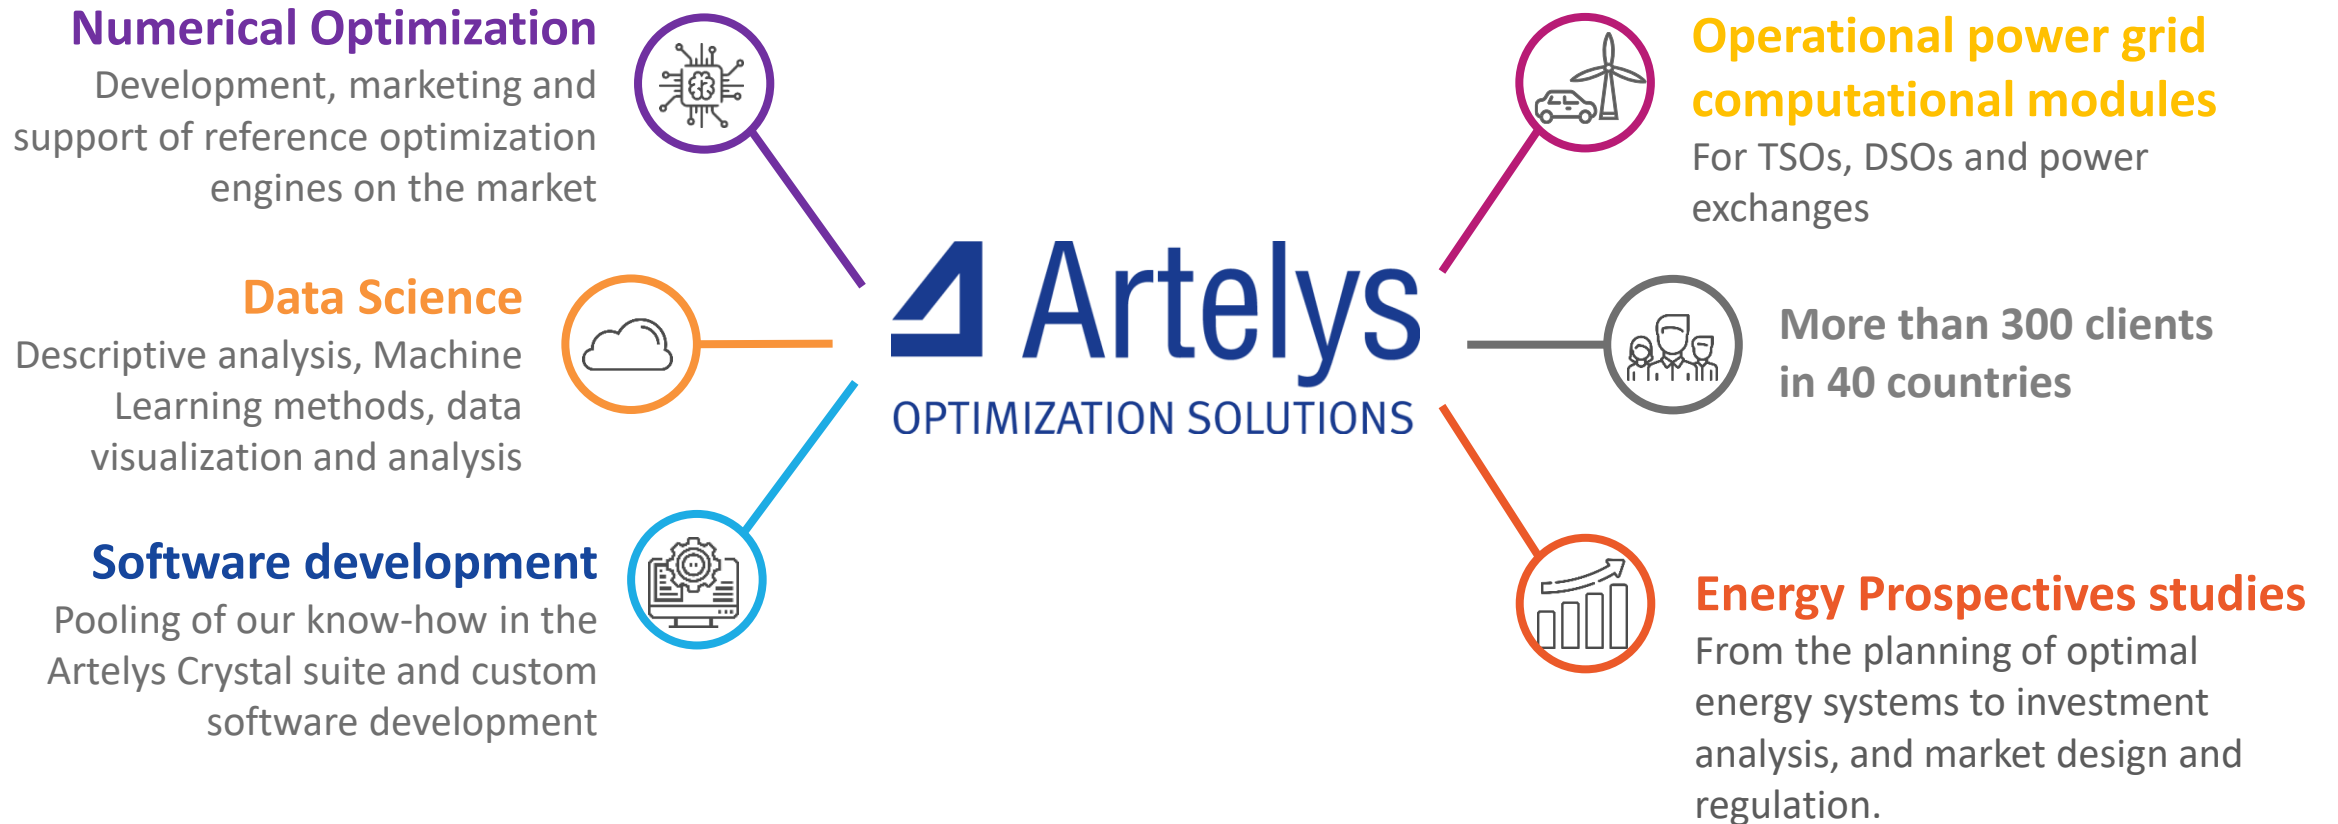 Numerical Optimization
Development, marketing and
support of reference optimization
engines on the market
Data Science
Descriptive analysis, Machine
Learning methods, data
visualization and analysis
Software development
Pooling of our know-how in the
Artelys Crystal suite and custom
software development
Artelys
OPTIMIZATION SOLUTIONS
Operational power grid
computational modules
For TSOs, DSOs and power
exchanges
More than 300 clients
in 40 countries
Energy Prospectives studies
From the planning of optimal
energy systems to investment
analysis, and market design and
regulation.